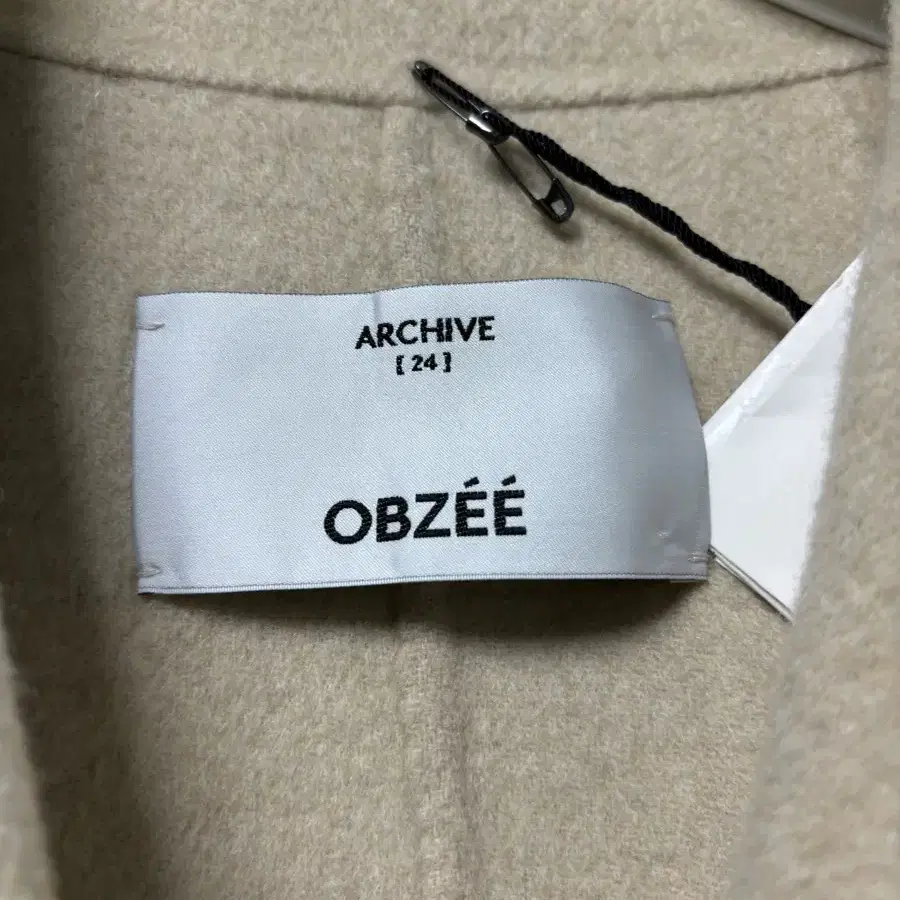 ARCHIVE
[ 24 ]
OBZÉÉ